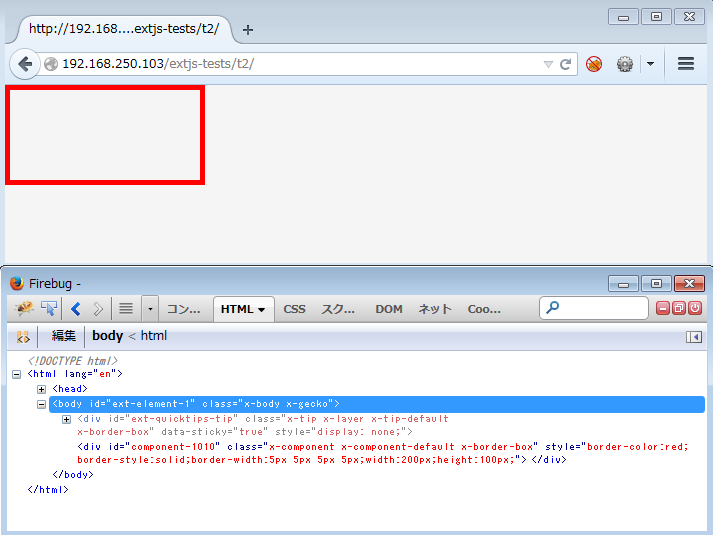 http://192.168....extjs-tests/t2/
192.168.250.103/extjs-tests/t2/
Firebug -
コン... HTML CSS スク... DOM ネット Coo...
編集 body < html
<!DOCTYPE html>
<html lang="en">
<head>
<body id="ext-element-1" class="x-body x-gecko">
<div id="ext-quicktips-tip" class="x-tip x-layer x-tip-default
x-border-box" data-sticky="true" style="display: none;">
<div id="component-1010" class="x-component x-component-default x-border-box" style="border-color:red;
border-style:solid;border-width:5px 5px 5px 5px;width:200px;height:100px;"> </div>
</body>
</html>